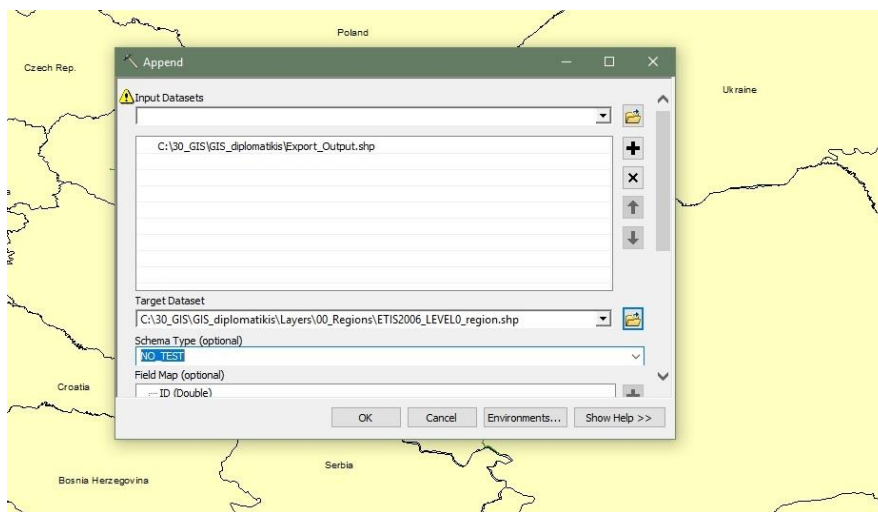 Poland
Czech Rep.
Append
Ukraine
Input Datasets
C:\30_GIS\GIS_diplomatikis\Export_Output.shp
Target Dataset
C:\30_GIS\GIS_diplomatikis\Layers\00_Regions\ETIS2006_LEVEL0_region.shp
Schema Type (optional)
NO_TEST
Field Map (optional)
ID (Double)
Croatia
OK Cancel Environments... Show Help >>
Serbia
Bosnia Herzegovina